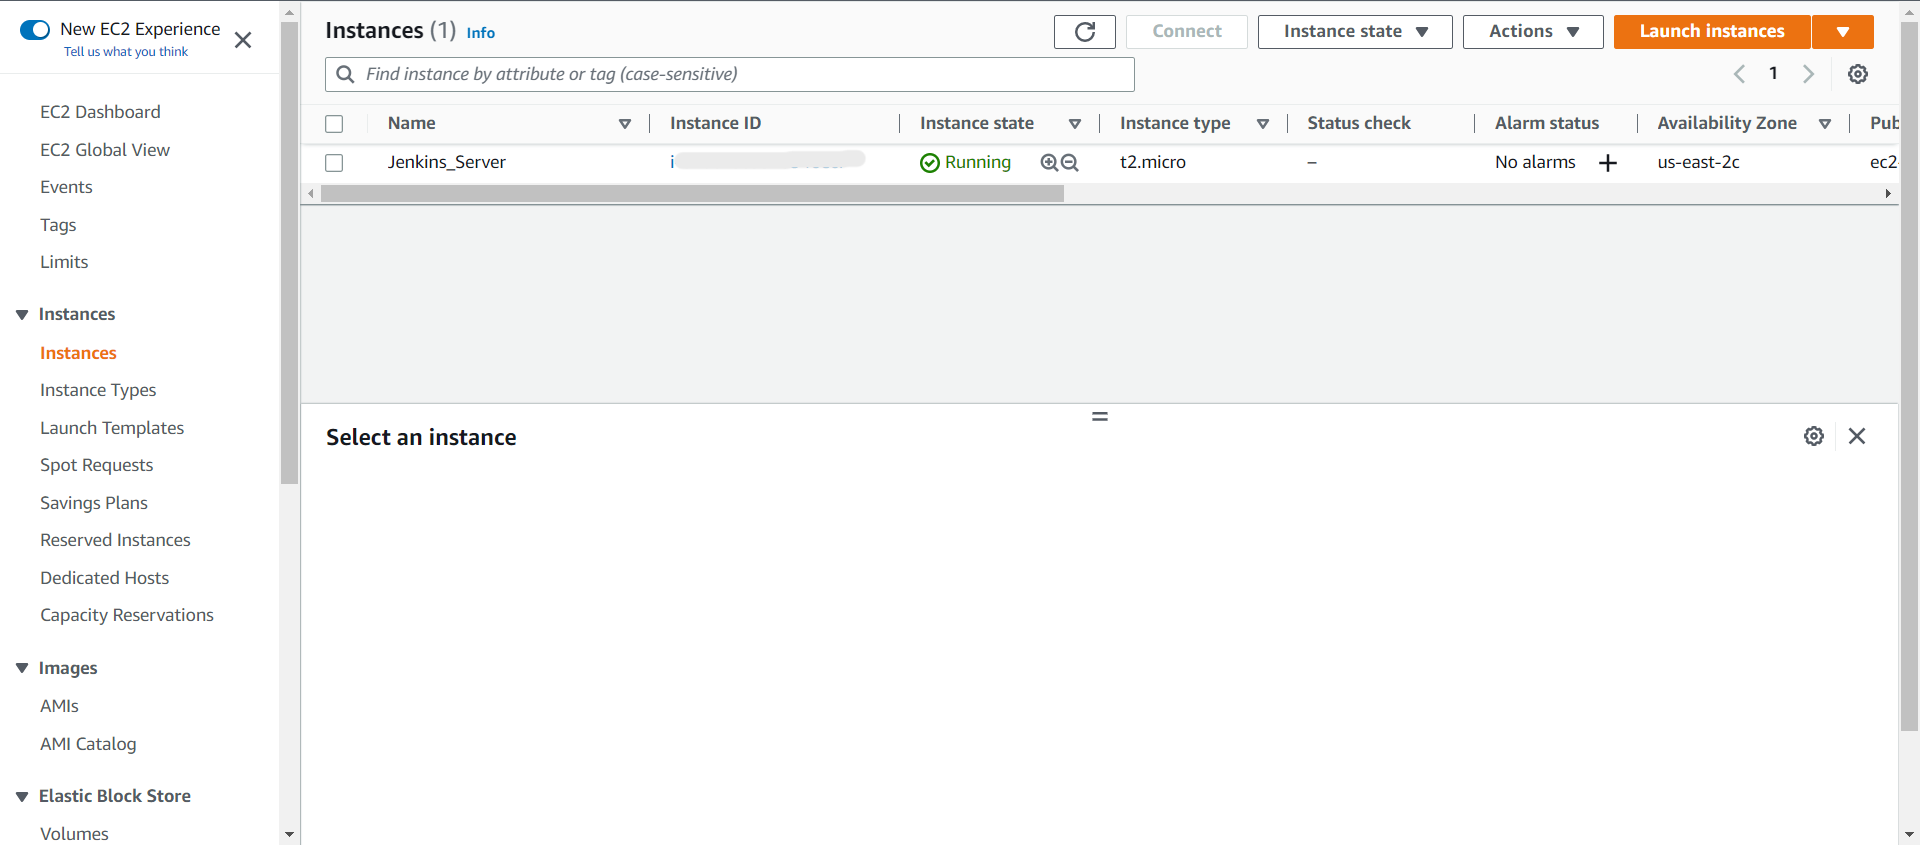 New EC2 Experience
Tell us what you think
EC2 Dashboard
EC2 Global View
Events
Tags
Limits
Instances
Instances
Instance Types
Launch Templates
Spot Requests
Savings Plans
Reserved Instances
Dedicated Hosts
Capacity Reservations
Images
AMIs
AMI Catalog
Elastic Block Store
Volumes
Instances (1) Info
Connect Instance state Actions Launch instances
Find instance by attribute or tag (case-sensitive)
1
Name Instance ID Instance state Instance type Status check Alarm status Availability Zone Pub
Jenkins_Server i Running t2.micro – No alarms + us-east-2c ec2
Select an instance